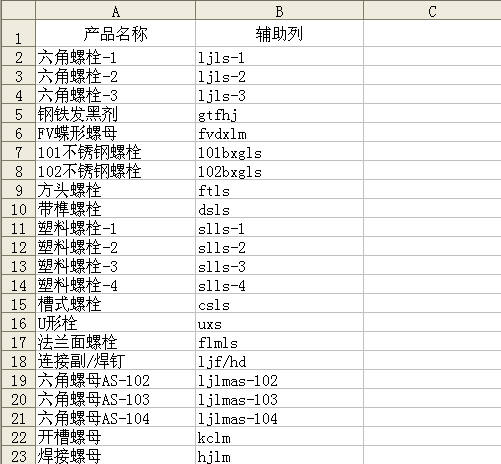 A B C
1 产品名称 辅助列
2 六角螺栓-1 ljls-1
3 六角螺栓-2 ljls-2
4 六角螺栓-3 ljls-3
5 钢铁发黑剂 gtfhj
6 FV蝶形螺母 fvdxlm
7 101不锈钢螺栓 101bxgls
8 102不锈钢螺栓 102bxgls
9 方头螺栓 ftls
10 带榫螺栓 dsls
11 塑料螺栓-1 slls-1
12 塑料螺栓-2 slls-2
13 塑料螺栓-3 slls-3
14 塑料螺栓-4 slls-4
15 槽式螺栓 csls
16 U形栓 uxs
17 法兰面螺栓 flmls
18 连接副/焊钉 ljf/hd
19 六角螺母AS-102 ljlmas-102
20 六角螺母AS-103 ljlmas-103
21 六角螺母AS-104 ljlmas-104
22 开槽螺母 kclm
23 焊接螺母 hjlm